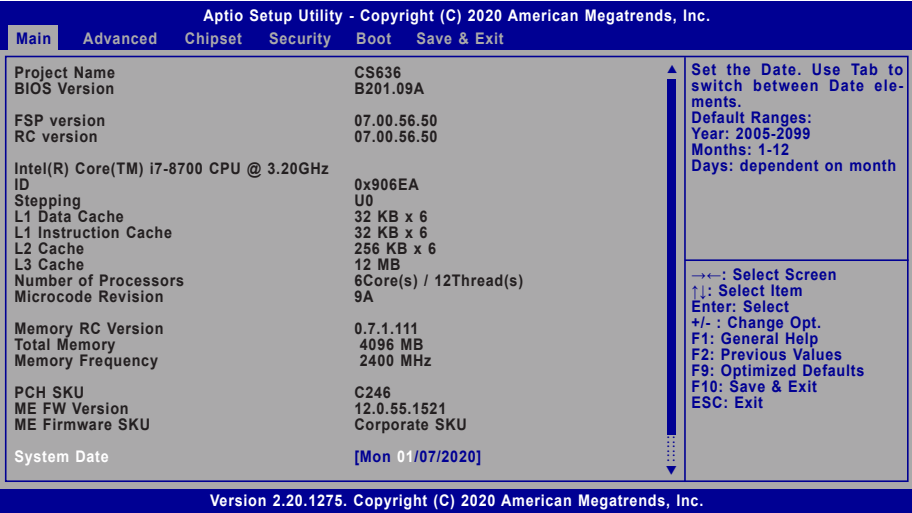 Aptio Setup Utility - Copyright (C) 2020 American Megatrends, Inc.
Main Advanced Chipset Security Boot Save & Exit
Project Name CS636
BIOS Version B201.09A
FSP version 07.00.56.50
RC version 07.00.56.50
Intel(R) Core(TM) i7-8700 CPU @ 3.20GHz
ID 0x906EA
Stepping U0
L1 Data Cache 32 KB x 6
L1 Instruction Cache 32 KB x 6
L2 Cache 256 KB x 6
L3 Cache 12 MB
Number of Processors 6Core(s) / 12Thread(s)
Microcode Revision 9A
Memory RC Version 0.7.1.111
Total Memory 4096 MB
Memory Frequency 2400 MHz
PCH SKU C246
ME FW Version 12.0.55.1521
ME Firmware SKU Corporate SKU
System Date [Mon 01/07/2020]
Set the Date. Use Tab to
switch between Date ele-
ments.
Default Ranges:
Year: 2005-2099
Months: 1-12
Days: dependent on month
→←: Select Screen
↑↓: Select Item
Enter: Select
+/- : Change Opt.
F1: General Help
F2: Previous Values
F9: Optimized Defaults
F10: Save & Exit
ESC: Exit
Version 2.20.1275. Copyright (C) 2020 American Megatrends, Inc.